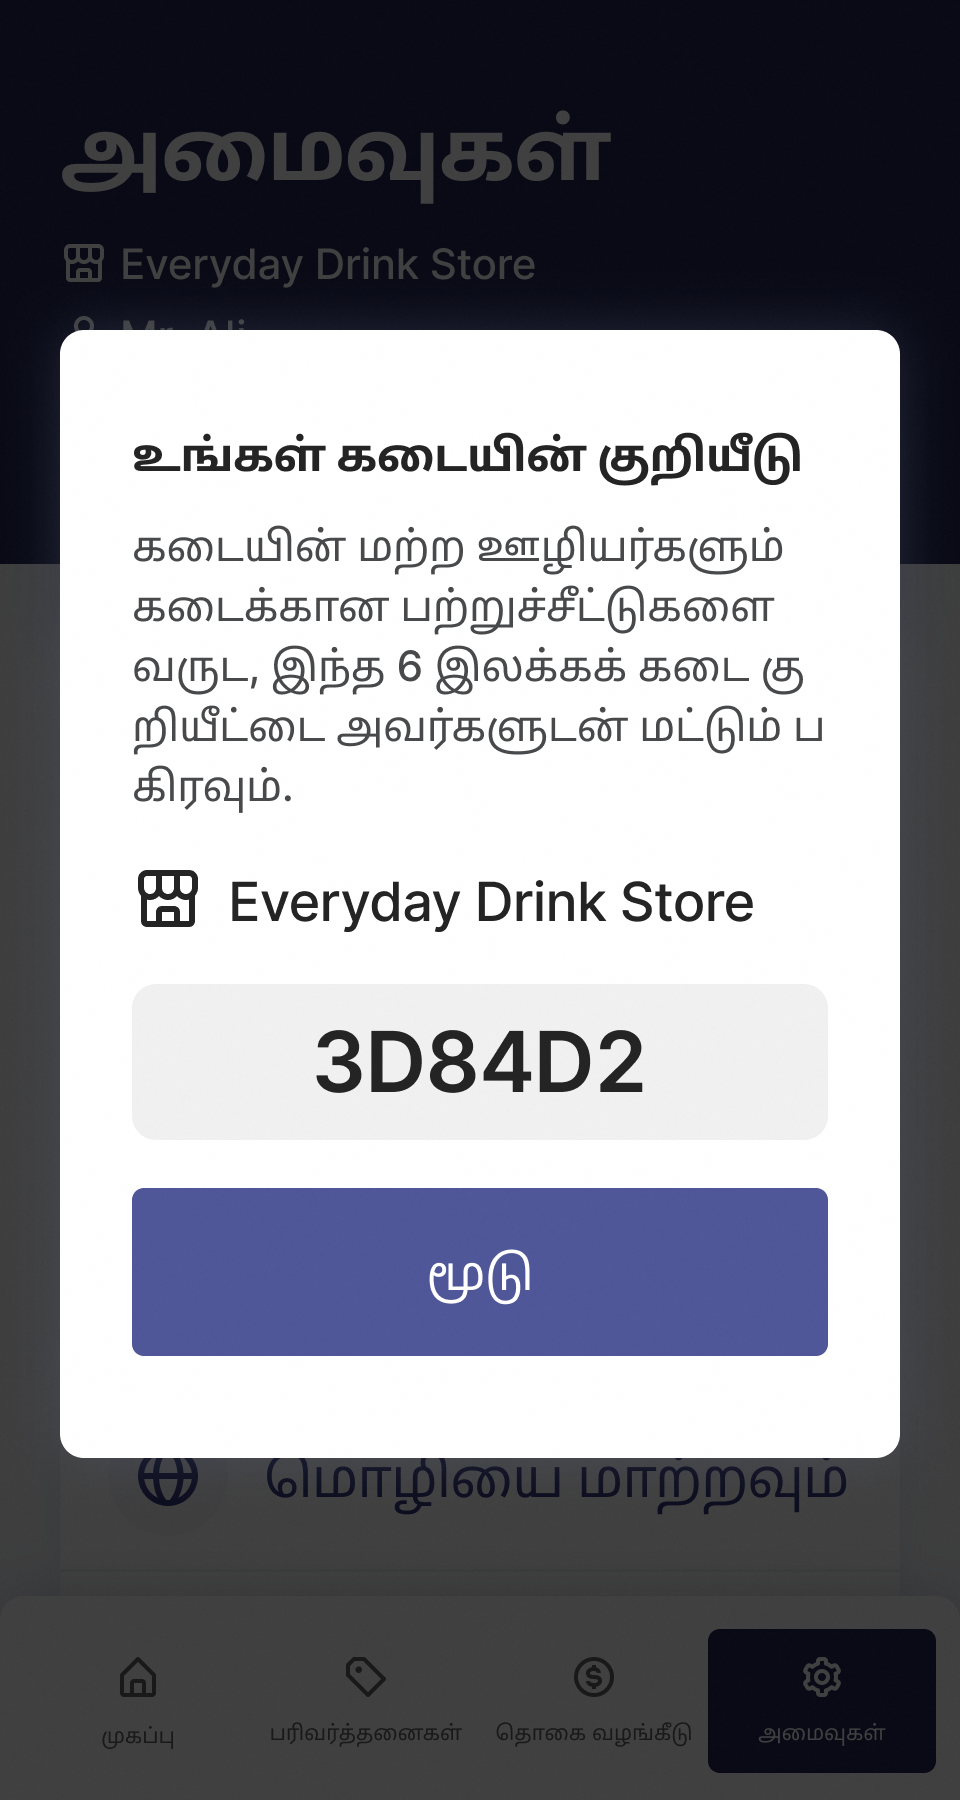 அமைவுகள்
Everyday Drink Store
Mr. Ali
உங்கள் கடையின் குறியீடு
கடையின் மற்ற ஊழியர்களும்
கடைக்கான பற்றுச்சீட்டுகளை
வருட, இந்த 6 இலக்கக் கடை கு
றியீட்டை அவர்களுடன் மட்டும் ப
கிரவும்.
Everyday Drink Store
3D84D2
மூடு
மொழியை மாற்றவும்
முகப்பு
பரிவர்த்தனைகள்
தொகை வழங்கீடு
அமைவுகள்